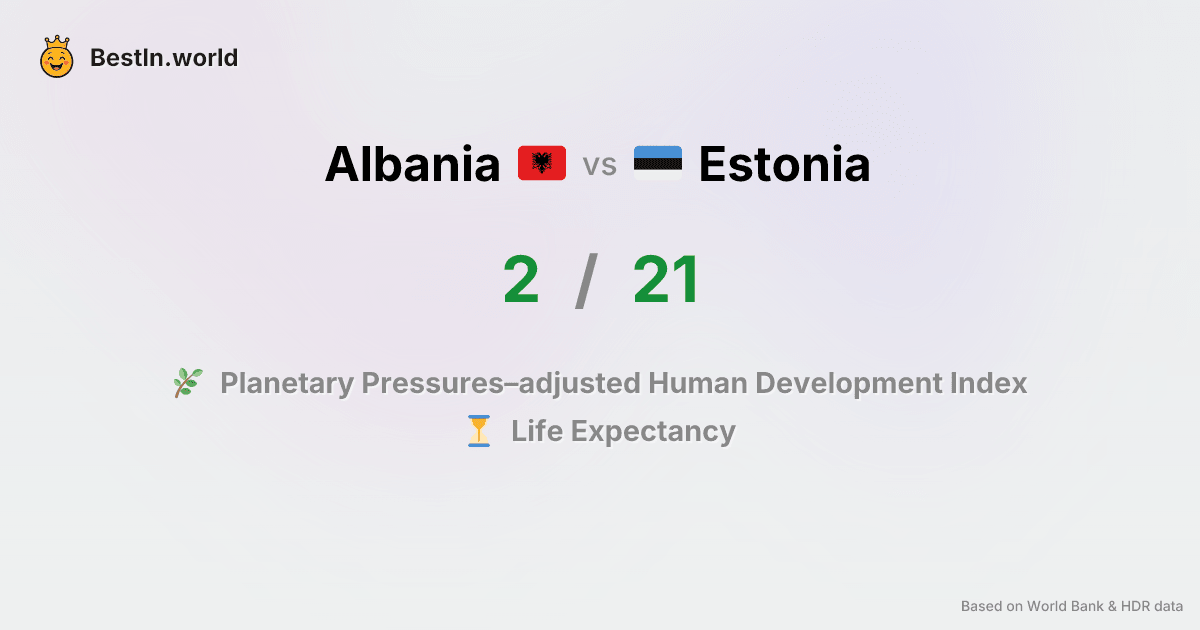 BestIn.world
Albania vs Estonia
2 / 21
Planetary Pressures–adjusted Human Development Index
Life Expectancy
Based on World Bank & HDR data